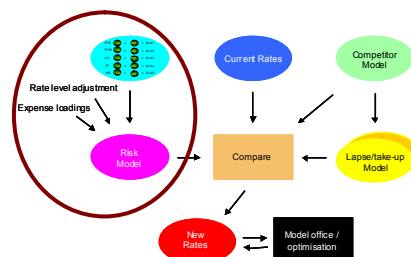 Current Rates
Competitor
Model
Rate level adjustment
Expense loadings
Risk
Model
Compare
Lapse/take-up
Model
New
Rates
Model office /
optimisation